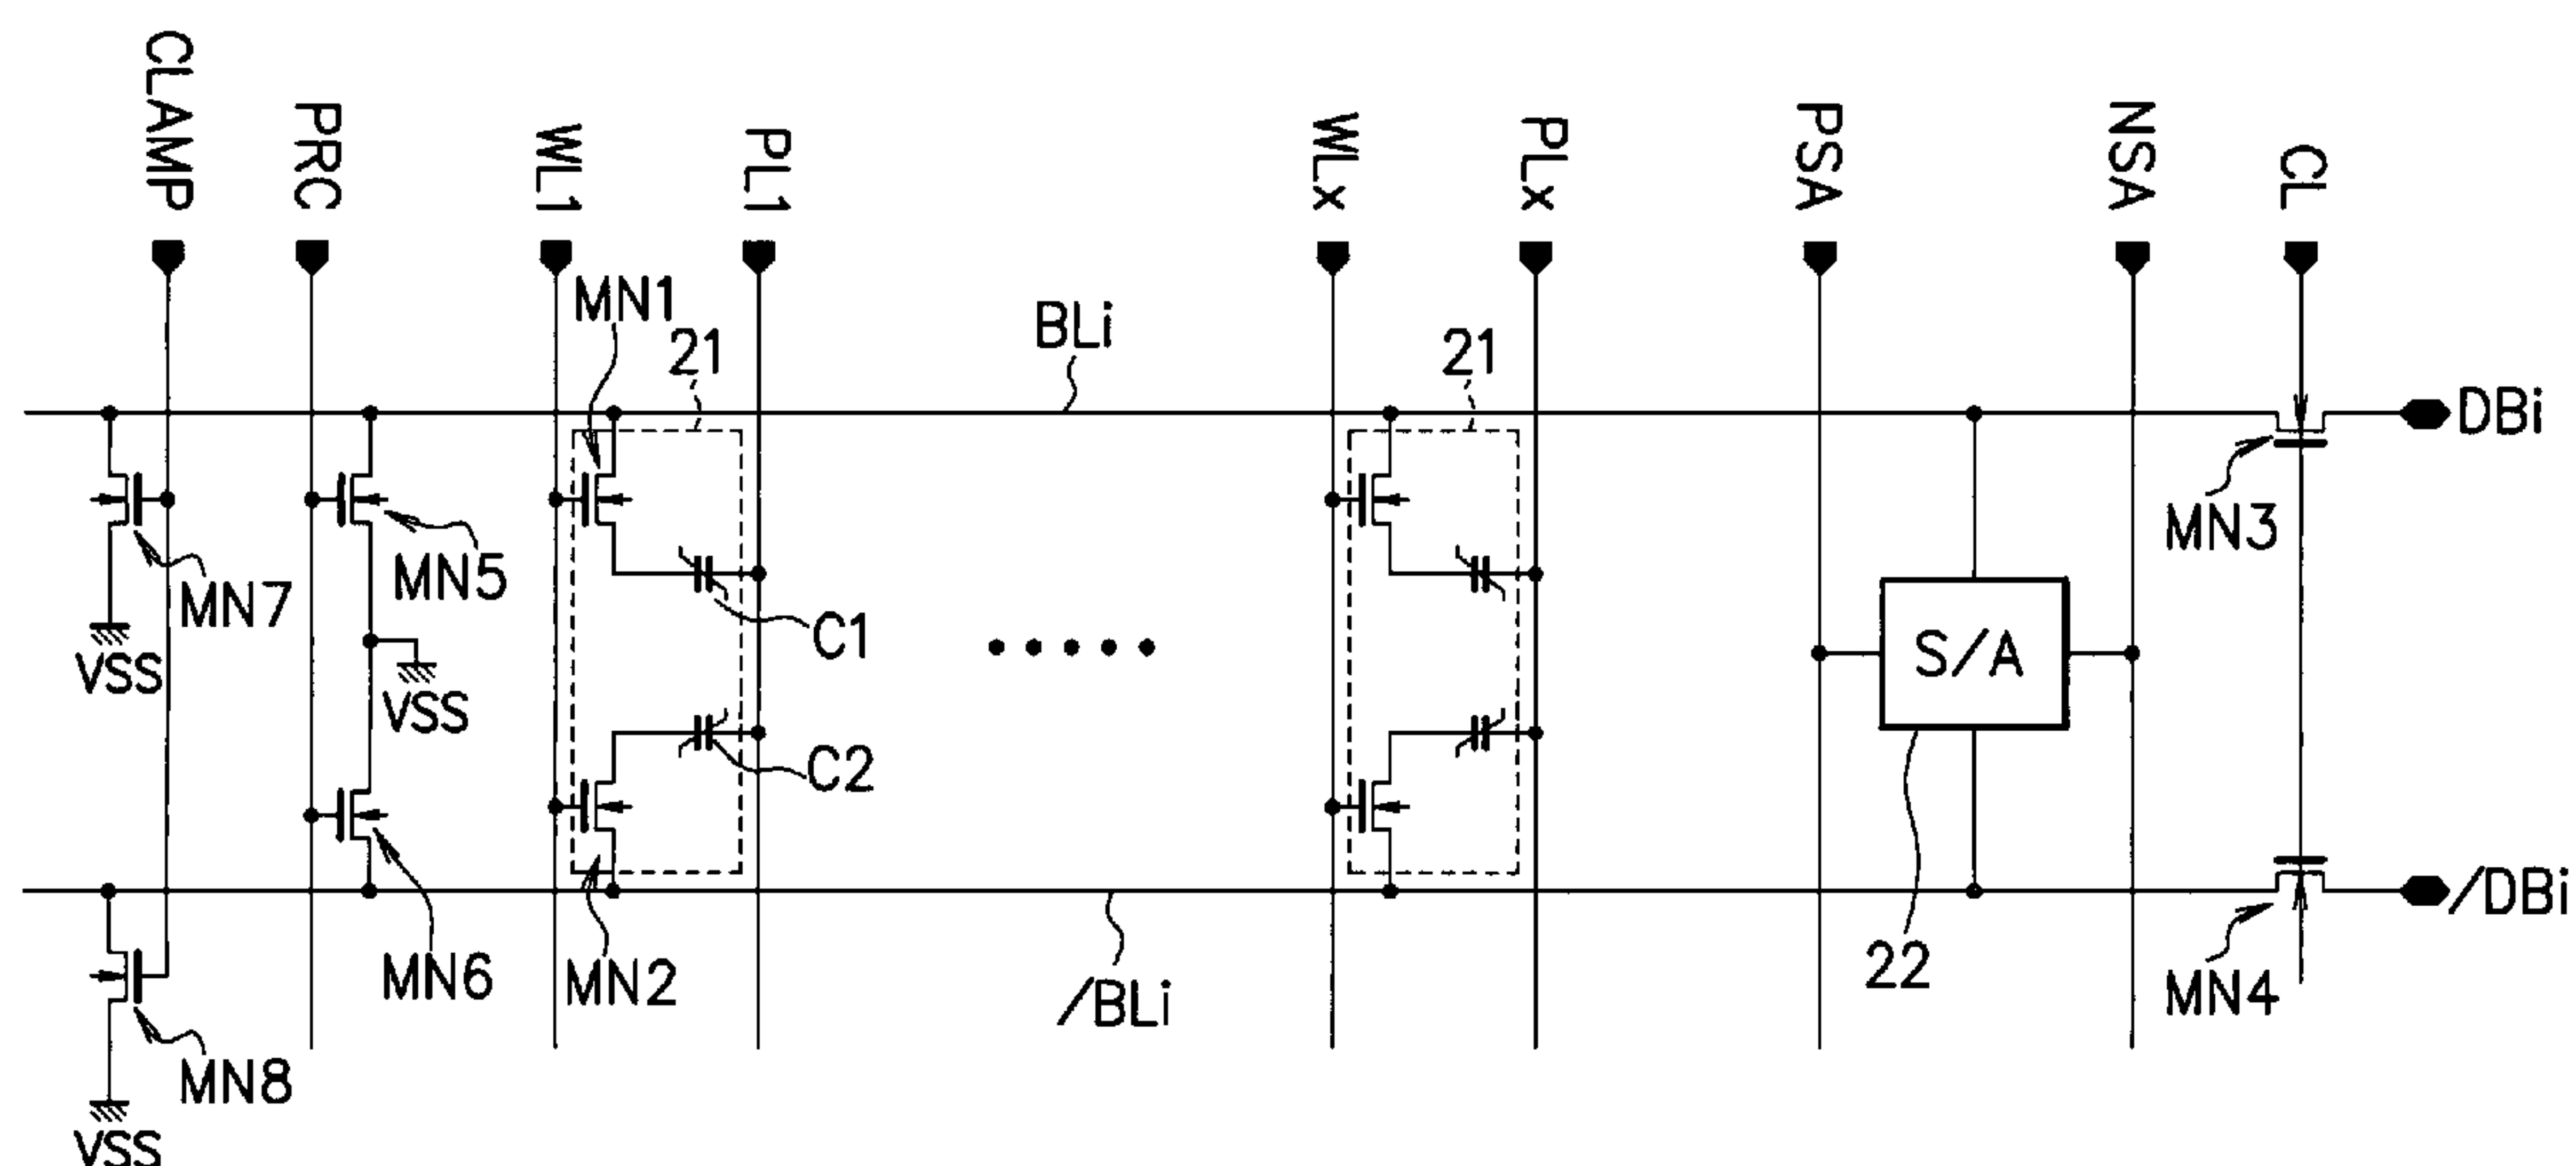 CLAMP
PRC
WL1
PL1
WLx
PLx
PSA
NSA
CL
MN1
21
BLi
21
DBi
MN3
MN7
MN5
C1
VSS
VSS
S/A
C2
MN6
MN2
/BLi
22
MN4
/DBi
MN8
VSS